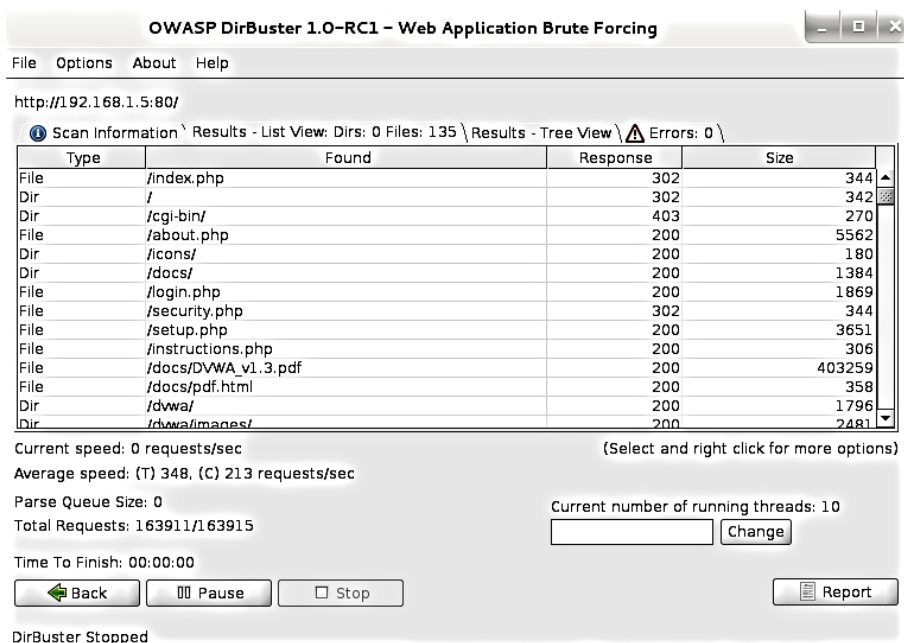 OWASP DirBuster 1.0-RC1 - Web Application Brute Forcing
File Options About Help
http://192.168.1.5:80/
Scan Information Results - List View: Dirs: 0 Files: 135 Results - Tree View Errors: 0
Type Found Response Size
File /index.php 302 344
Dir / 302 342
Dir /cgi-bin/ 403 270
File /about.php 200 5562
Dir /icons/ 200 180
Dir /docs/ 200 1384
File /login.php 200 1869
File /security.php 302 344
File /setup.php 200 3651
File /instructions.php 200 306
File /docs/DVWA_v1.3.pdf 200 403259
File /docs/pdf.html 200 358
Dir /dvwa/ 200 1796
Dir /dvwa/images/ 200 2481
Current speed: 0 requests/sec (Select and right click for more options)
Average speed: (T) 348, (C) 213 requests/sec
Parse Queue Size: 0 Current number of running threads: 10
Total Requests: 163911/163915 Change
Time To Finish: 00:00:00
Back Pause Stop Report
DirBuster Stopped